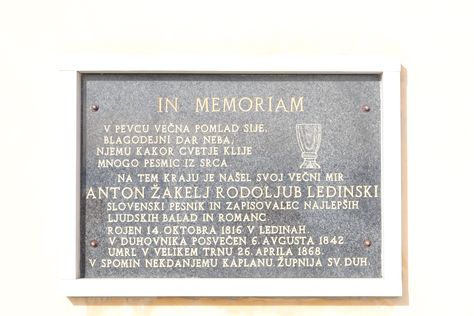 IN MEMORIAM
V PEVCU VEČNA POMLAD SIJE,
BLAGODEJNI DAR NEBA,
NJEMU KAKOR CVETJE KLIJE
MNOGO PESMIC IZ SRCA.
NA TEM KRAJU JE NAŠEL SVOJ VEČNI MIR
ANTON ŽAKELJ RODOLJUB LEDINSKI
SLOVENSKI PESNIK IN ZAPISOVALEC NAJLEPŠIH
LJUDSKIH BALAD IN ROMANC.
ROJEN 14. OKTOBRA 1816 V LEDINAH
V DUHOVNIKA POSVEČEN 6. AVGUSTA 1842
UMRL V VELIKEM TRNU 26. APRILA 1868
V SPOMIN NEKDANJEMU KAPLANU. ŽUPNIJA SV. DUH.